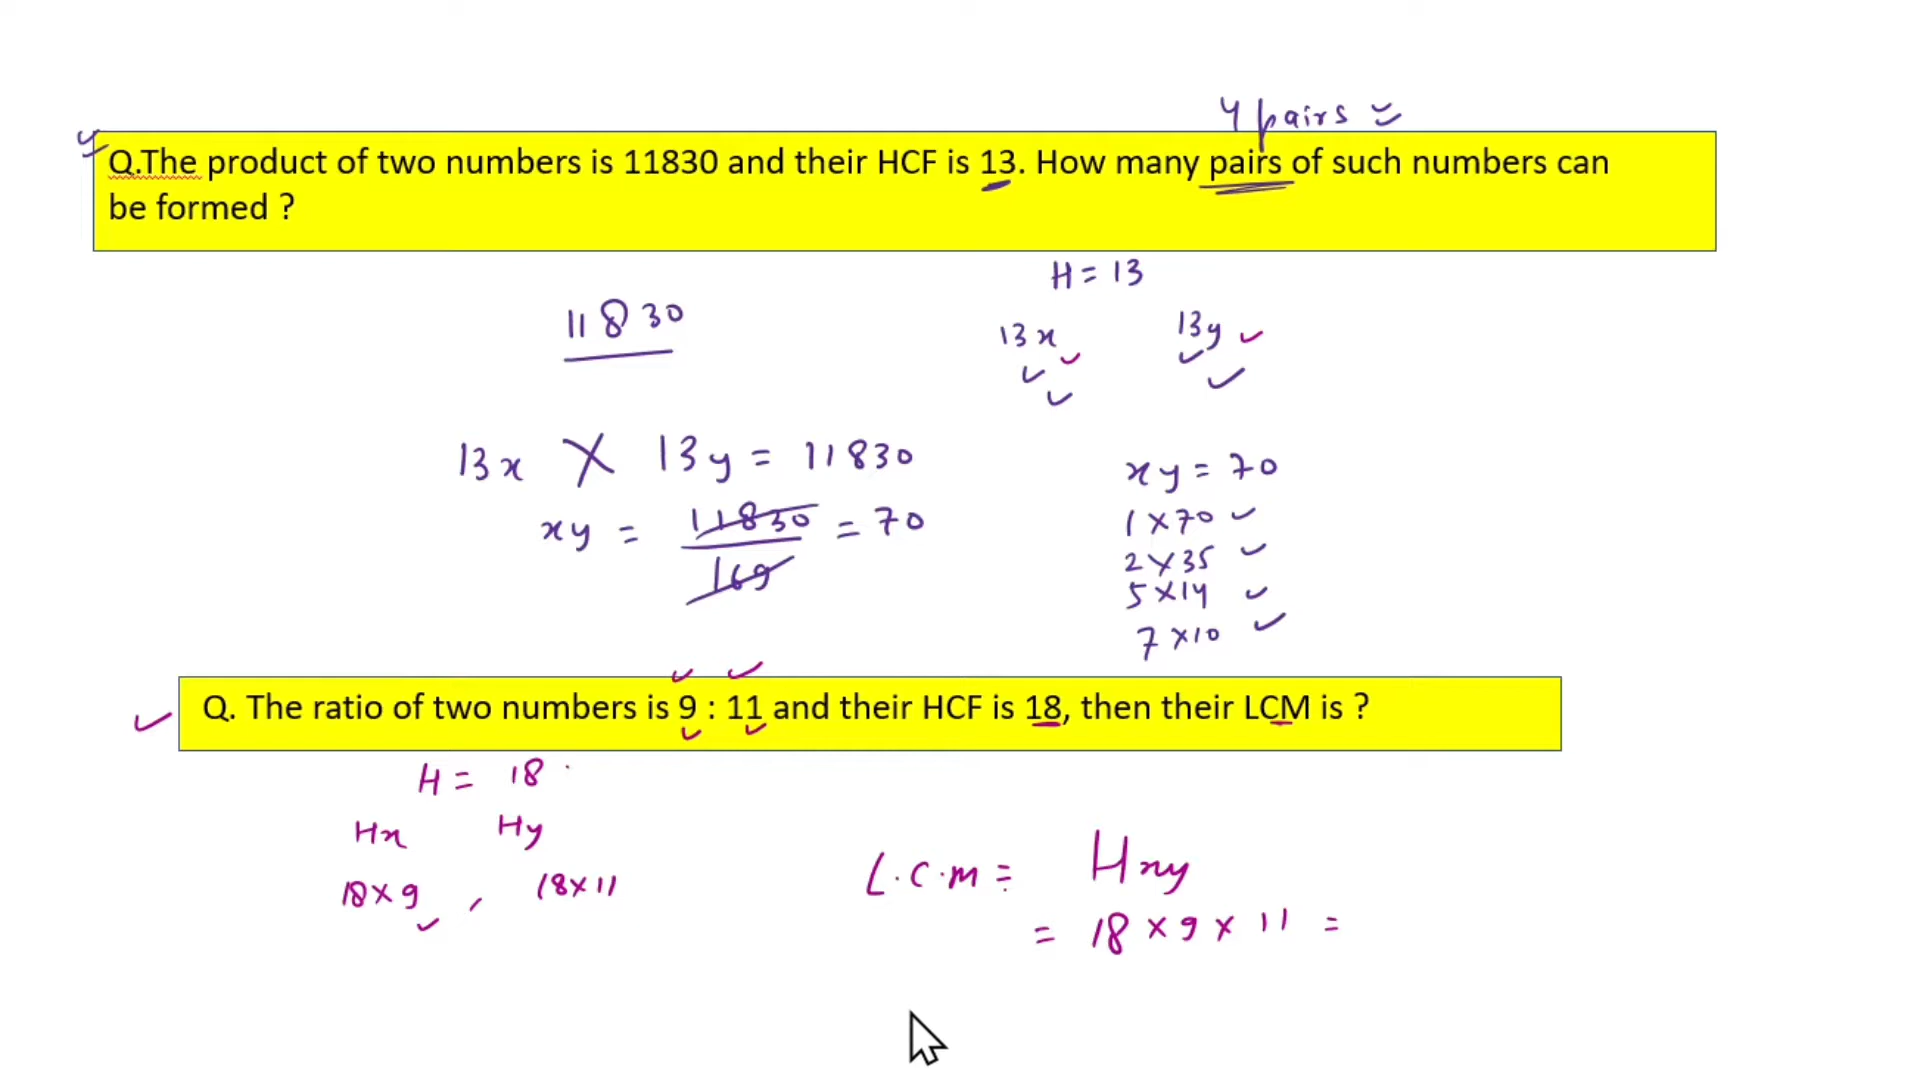 4 pairs
Q.The product of two numbers is 11830 and their HCF is 13. How many pairs of such numbers can
be formed ?
H = 13
11830
13x 13y
13x X 13y = 11830
xy = 70
xy = 11830/169 = 70
1 x 70
2 x 35
5 x 14
7 x 10
Q. The ratio of two numbers is 9 : 11 and their HCF is 18, then their LCM is ?
H = 18
Hx Hy
18 x 9 , 18 x 11
L.C.M = Hxy
= 18 x 9 x 11 =